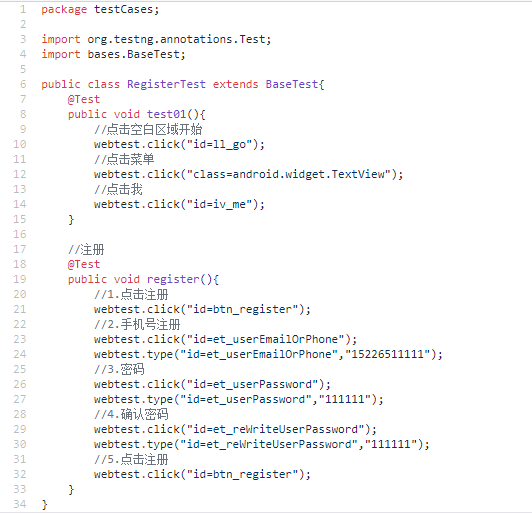 1 package testCases;
2
3 import org.testng.annotations.Test;
4 import bases.BaseTest;
5
6 public class RegisterTest extends BaseTest{
7     @Test
8     public void test01(){
9         //点击空白区域开始
10         webtest.click("id=ll_go");
11         //点击菜单
12         webtest.click("class=android.widget.TextView");
13         //点击我
14         webtest.click("id=iv_me");
15     }
16
17     //注册
18     @Test
19     public void register(){
20         //1.点击注册
21         webtest.click("id=btn_register");
22         //2.手机号注册
23         webtest.click("id=et_userEmailOrPhone");
24         webtest.type("id=et_userEmailOrPhone","15226511111");
25         //3.密码
26         webtest.click("id=et_userPassword");
27         webtest.type("id=et_userPassword","111111");
28         //4.确认密码
29         webtest.click("id=et_reWriteUserPassword");
30         webtest.type("id=et_reWriteUserPassword","111111");
31         //5.点击注册
32         webtest.click("id=btn_register");
33     }
34 }